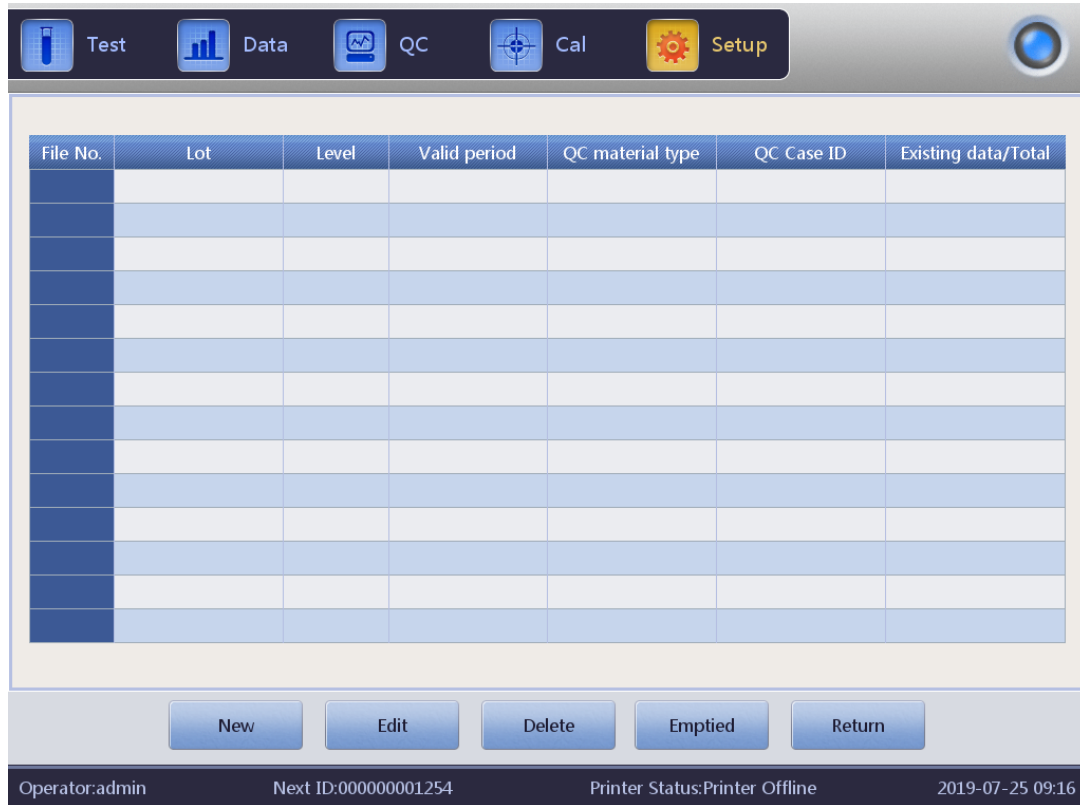 Test Data QC Cal Setup
File No. Lot Level Valid period QC material type QC Case ID Existing data/Total
New Edit Delete Emptied Return
Operator:admin Next ID:000000001254 Printer Status:Printer Offline 2019-07-25 09:16